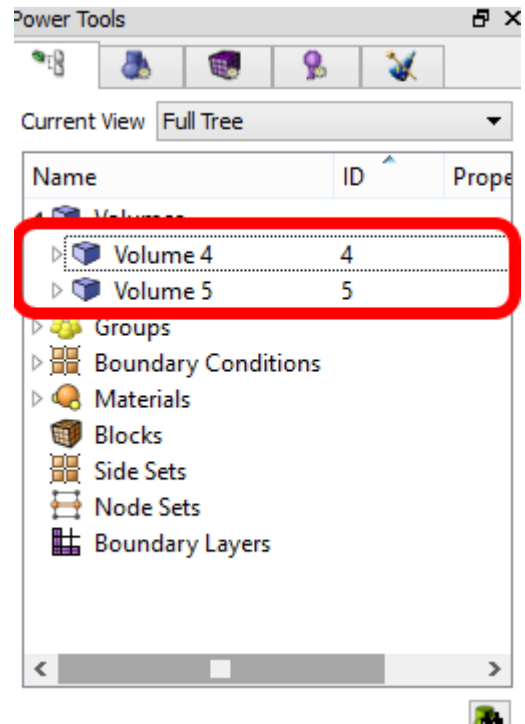 Power Tools
Current View Full Tree
Name ID Prope
Volumes
Volume 4 4
Volume 5 5
Groups
Boundary Conditions
Materials
Blocks
Side Sets
Node Sets
Boundary Layers